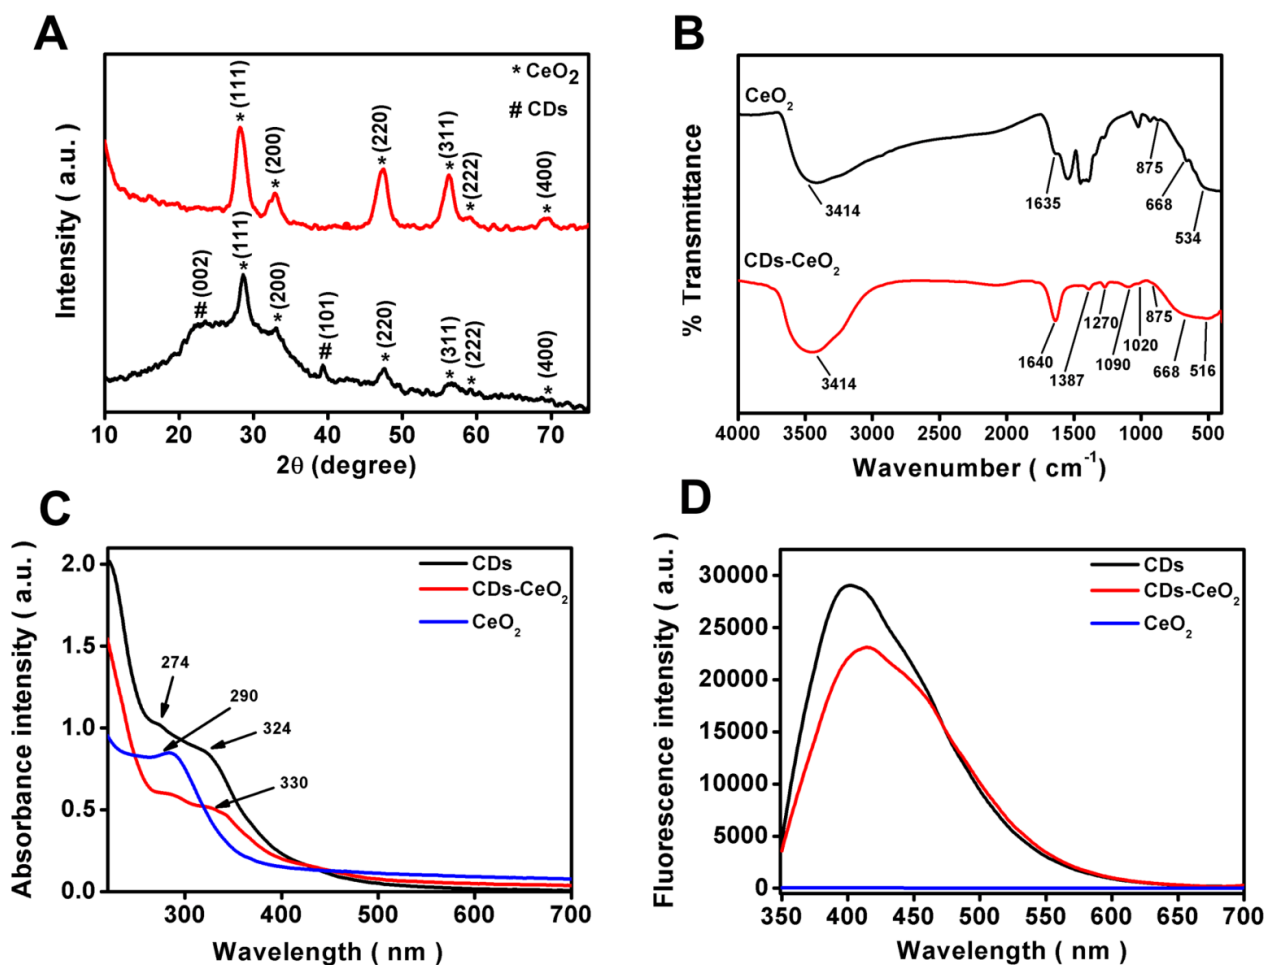 A
* CeO2
# CDs
* (111)
* (200)
* (220)
* (311)
* (222)
* (400)
# (002)
* (111)
* (200)
# (101)
* (220)
* (311)
* (222)
* (400)
Intensity ( a.u.)
10 20 30 40 50 60 70
2θ (degree)
B
CeO2
3414
1635
875
668
534
CDs-CeO2
3414
1640
1387
1270
1090
1020
875
668
516
% Transmittance
4000 3500 3000 2500 2000 1500 1000 500
Wavenumber ( cm-1)
C
CDs
CDs-CeO2
CeO2
274
290
324
330
2.0
1.5
1.0
0.5
0.0
Absorbance intensity ( a.u. )
300 400 500 600 700
Wavelength ( nm )
D
CDs
CDs-CeO2
CeO2
30000
25000
20000
15000
10000
5000
0
Fluorescence intensity ( a.u. )
350 400 450 500 550 600 650 700
Wavelength ( nm )